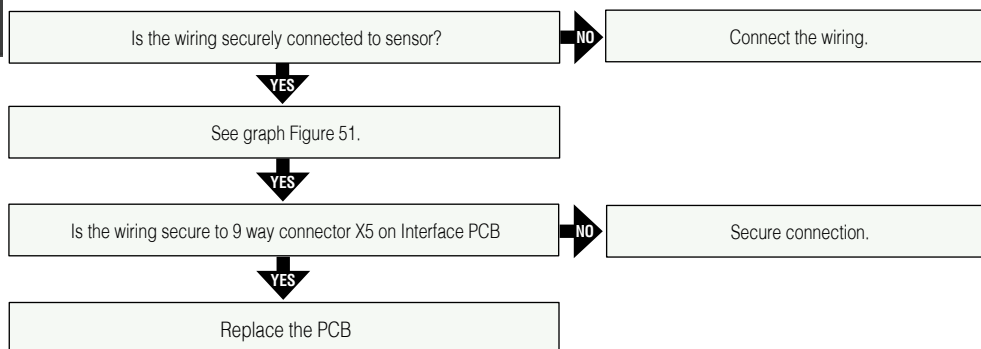 Is the wiring securely connected to sensor?
NO
Connect the wiring.
YES
See graph Figure 51.
YES
Is the wiring secure to 9 way connector X5 on Interface PCB
NO
Secure connection.
YES
Replace the PCB